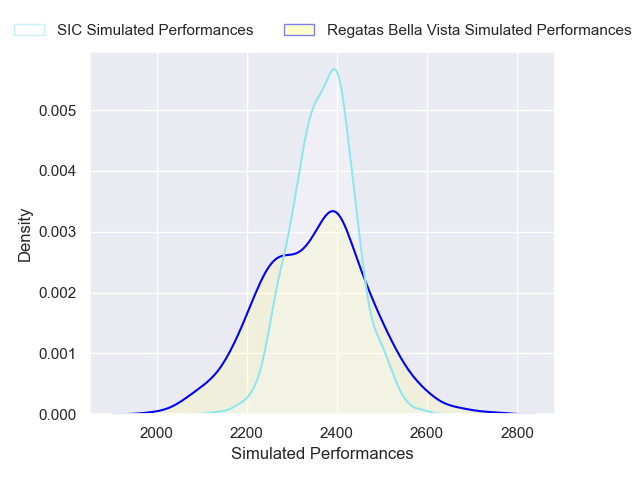 SIC Simulated Performances Regatas Bella Vista Simulated Performances
0.005
0.004
0.003
0.002
0.001
0.000
Density
2000 2200 2400 2600 2800
Simulated Performances